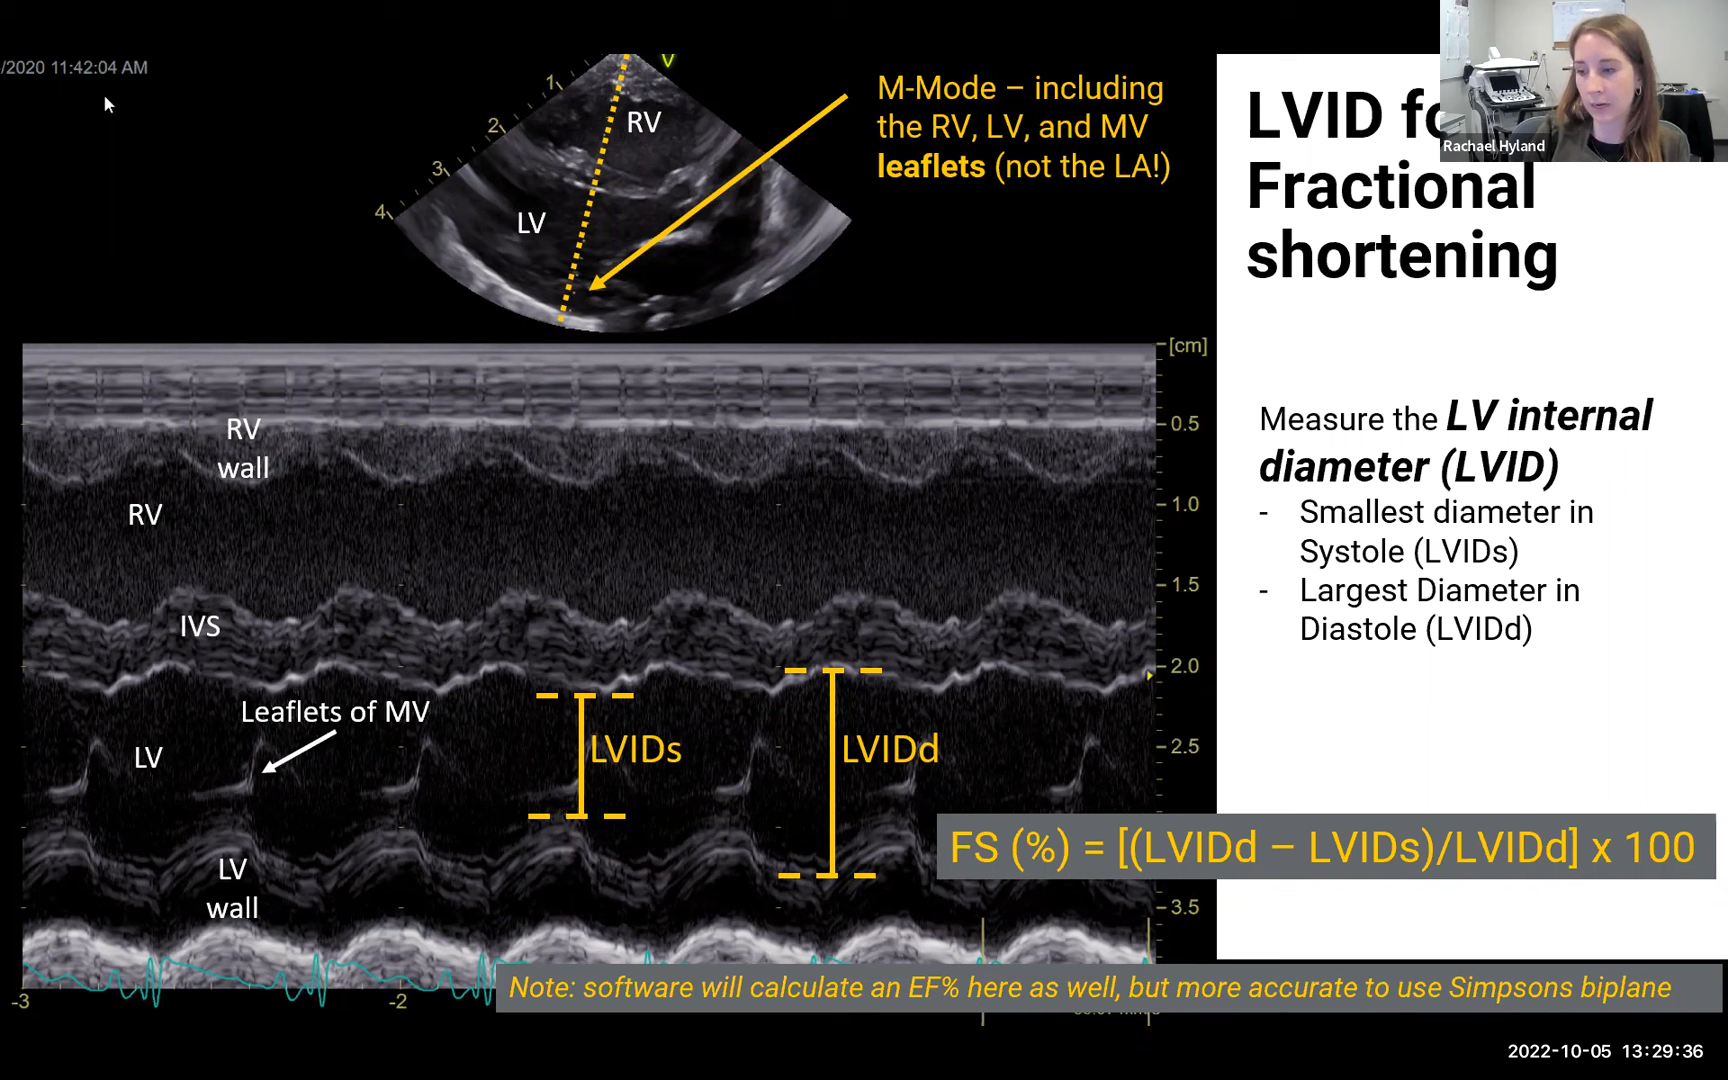 /2020 11:42:04 AM
V
1
2
3
4
RV
LV
M-Mode – including
the RV, LV, and MV
leaflets (not the LA!)
Rachael Hyland
LVID fo
Fractional
shortening
[cm]
0.5
1.0
1.5
2.0
2.5
3.5
RV
wall
RV
IVS
Leaflets of MV
LV
LVIDs
LVIDd
LV
wall
Measure the LV internal
diameter (LVID)
- Smallest diameter in
Systole (LVIDs)
- Largest Diameter in
Diastole (LVIDd)
FS (%) = [(LVIDd – LVIDs)/LVIDd] x 100
Note: software will calculate an EF% here as well, but more accurate to use Simpsons biplane
-3
-2
2022-10-05 13:29:36